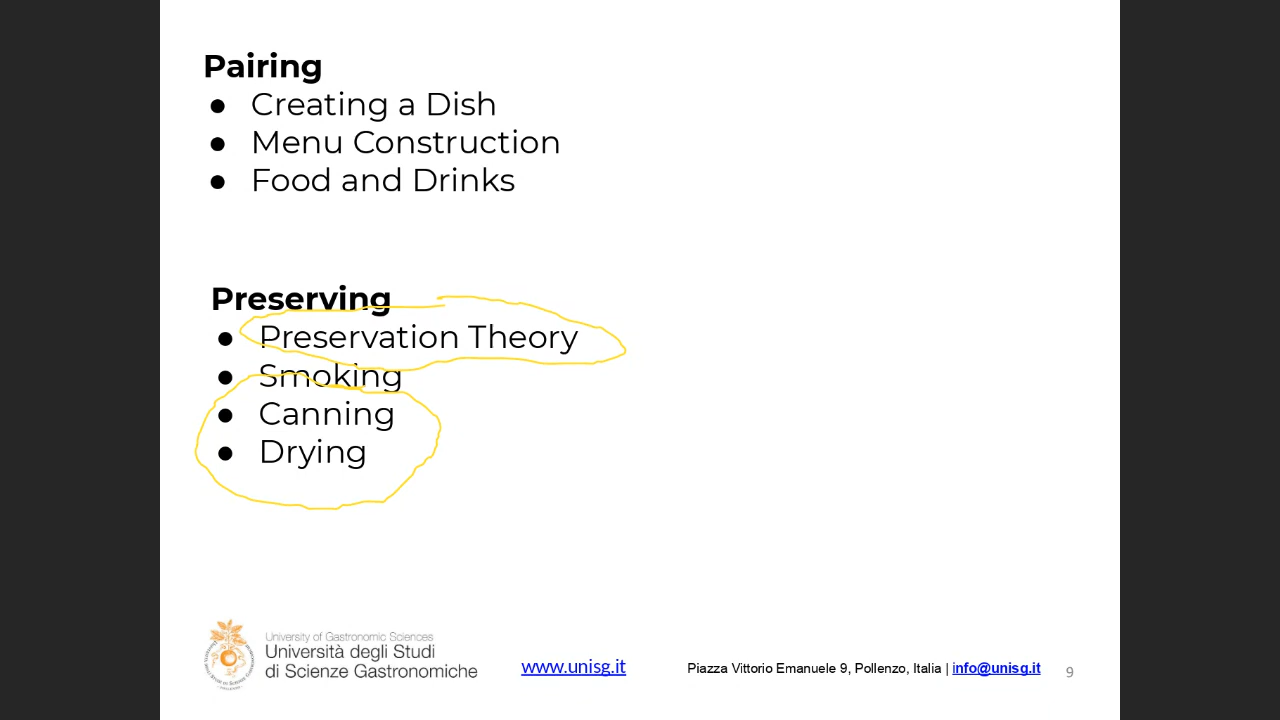 Pairing
● Creating a Dish
● Menu Construction
● Food and Drinks
Preserving
● Preservation Theory
● Smoking
● Canning
● Drying
University of Gastronomic Sciences
Università degli Studi
di Scienze Gastronomiche
www.unisg.it
Piazza Vittorio Emanuele 9, Pollenzo, Italia | info@unisg.it
9